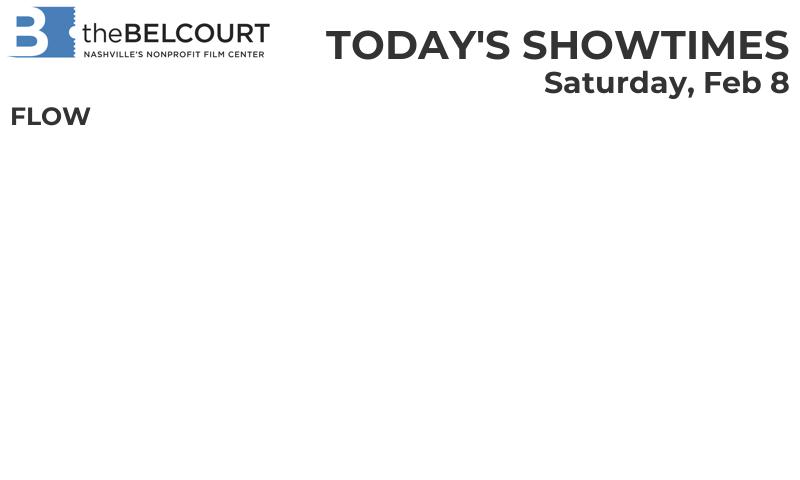 B theBELCOURT
NASHVILLE'S NONPROFIT FILM CENTER
TODAY'S SHOWTIMES
Saturday, Feb 8
FLOW